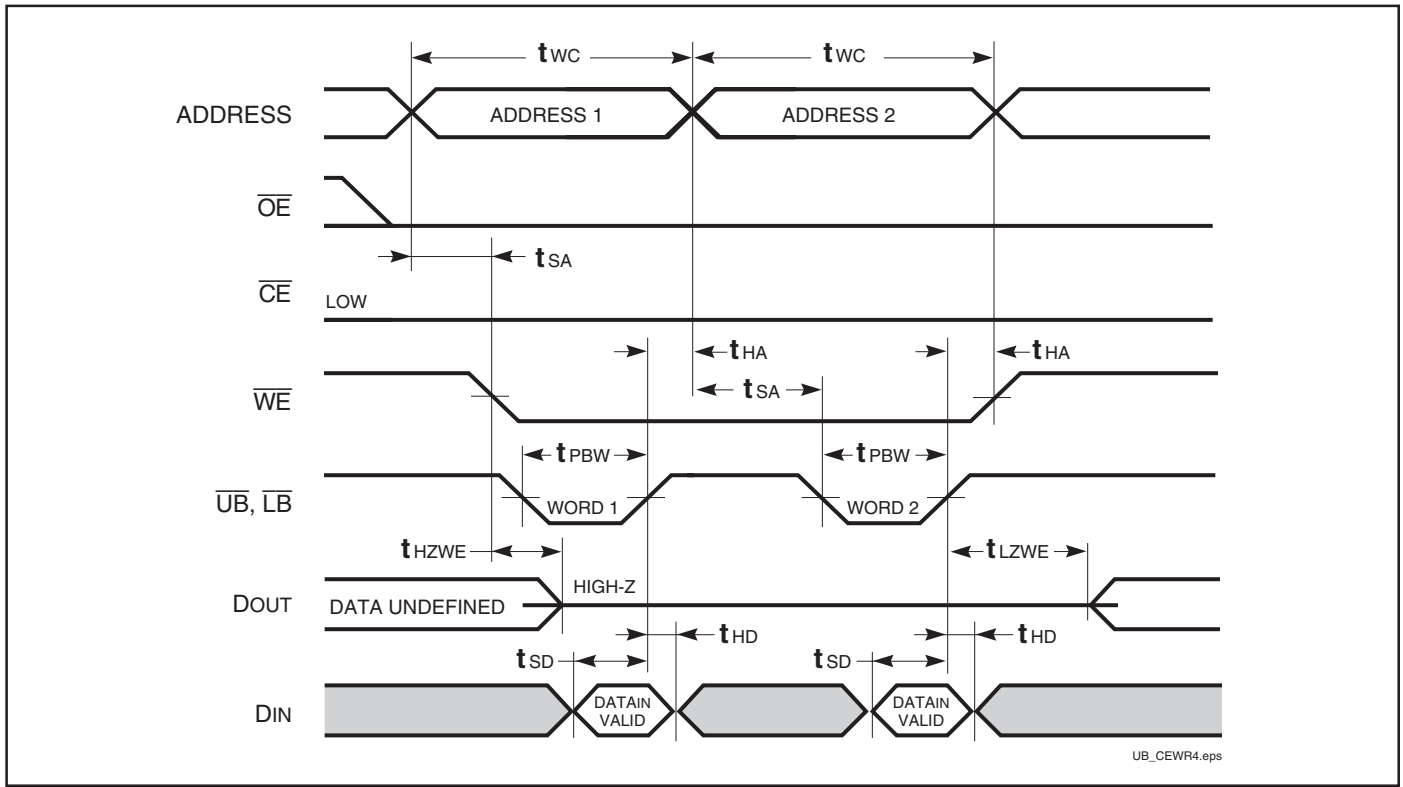 tWC tWC
ADDRESS ADDRESS 1 ADDRESS 2
OE
tSA
CE LOW
tHA tHA
WE tSA
tPBW tPBW
UB, LB WORD 1 WORD 2
tHZWE tLZWE
HIGH-Z
DOUT DATA UNDEFINED
tHD tHD
tSD tSD
DIN DATAIN VALID DATAIN VALID
UB_CEWR4.eps